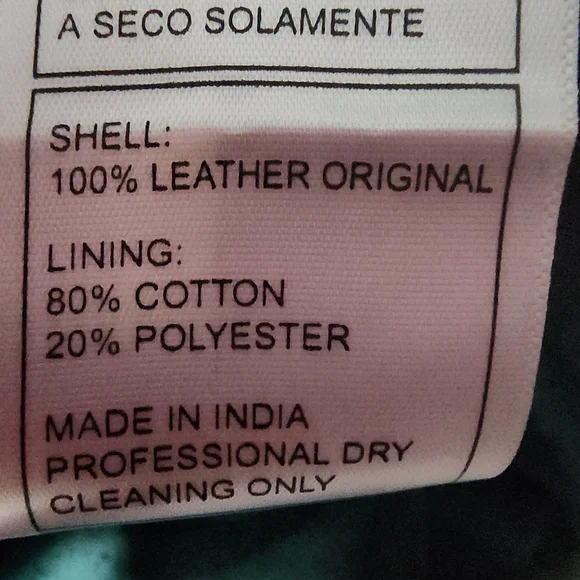 A SECO SOLAMENTE
SHELL:
100% LEATHER ORIGINAL
LINING:
80% COTTON
20% POLYESTER
MADE IN INDIA
PROFESSIONAL DRY
CLEANING ONLY